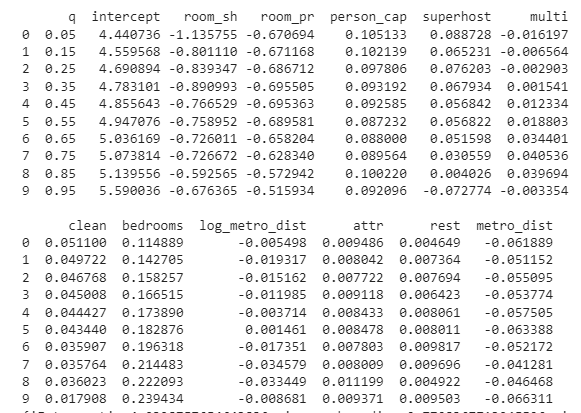 q intercept room_sh room_pr person_cap superhost multi
0 0.05 4.440736 -1.135755 -0.670694 0.105133 0.088728 -0.016197
1 0.15 4.559568 -0.801110 -0.671168 0.102139 0.065231 -0.006564
2 0.25 4.690894 -0.839347 -0.686712 0.097806 0.076203 -0.002903
3 0.35 4.783101 -0.890993 -0.695505 0.093192 0.067934 0.001541
4 0.45 4.855643 -0.766529 -0.695363 0.092585 0.056842 0.012334
5 0.55 4.947076 -0.758952 -0.689581 0.087232 0.056822 0.018803
6 0.65 5.036169 -0.726011 -0.658204 0.088000 0.051598 0.034401
7 0.75 5.073814 -0.726672 -0.628340 0.089564 0.030559 0.040536
8 0.85 5.139556 -0.592565 -0.572942 0.100220 0.004026 0.039694
9 0.95 5.590036 -0.676365 -0.515934 0.092096 -0.072774 -0.003354
clean bedrooms log_metro_dist attr rest metro_dist
0 0.051100 0.114889 -0.005498 0.009486 0.004649 -0.061889
1 0.049722 0.142705 -0.019317 0.008042 0.007364 -0.051152
2 0.046768 0.158257 -0.015162 0.007722 0.007694 -0.055095
3 0.045008 0.166515 -0.011985 0.009118 0.006423 -0.053774
4 0.044427 0.173890 -0.003714 0.008433 0.008061 -0.057505
5 0.043440 0.182876 0.001461 0.008478 0.008011 -0.063388
6 0.035907 0.196318 -0.017351 0.007803 0.009817 -0.052172
7 0.035764 0.214483 -0.034579 0.008009 0.009696 -0.041281
8 0.036023 0.222093 -0.033449 0.011199 0.004922 -0.046468
9 0.017908 0.239434 -0.008681 0.009371 0.009503 -0.066311